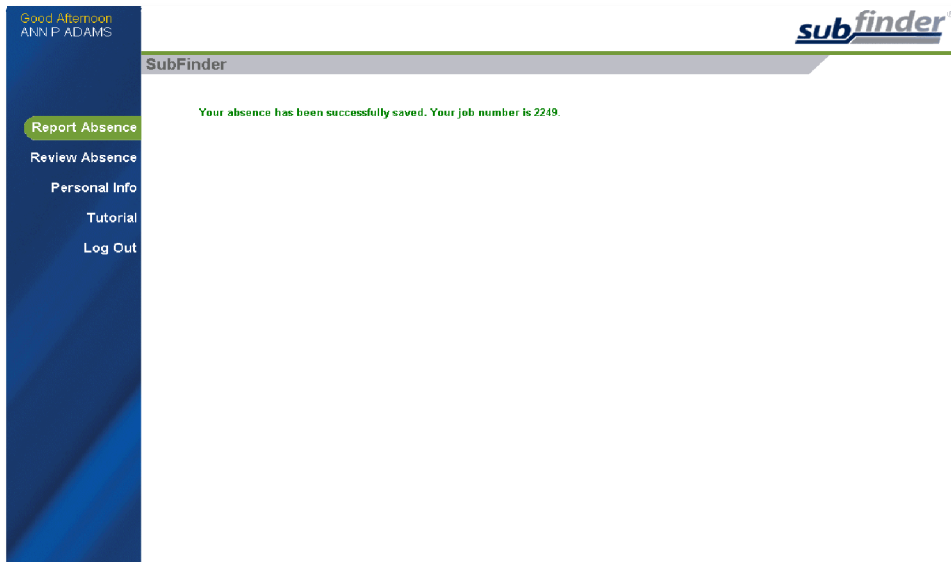 Good Afternoon
ANN P ADAMS
subfinder®
SubFinder
Your absence has been successfully saved. Your job number is 2249.
Report Absence
Review Absence
Personal Info
Tutorial
Log Out